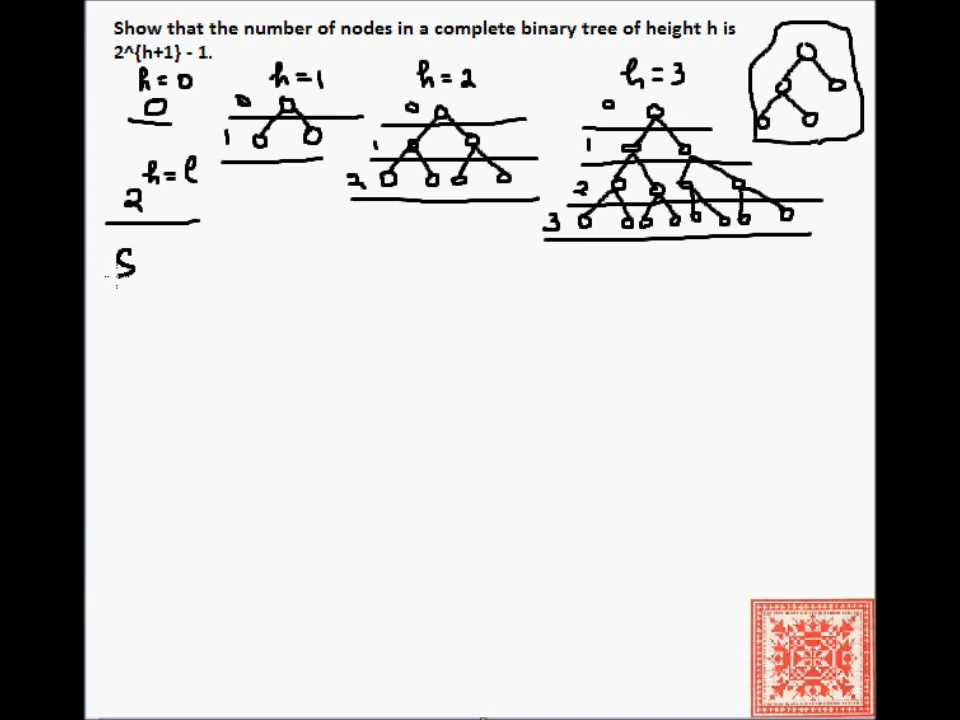 Show that the number of nodes in a complete binary tree of height h is
2^{h+1} - 1.
h = 0
h = 1
h = 2
h = 3
0
0
0
1
1
1
2
2
3
h = l
2
S